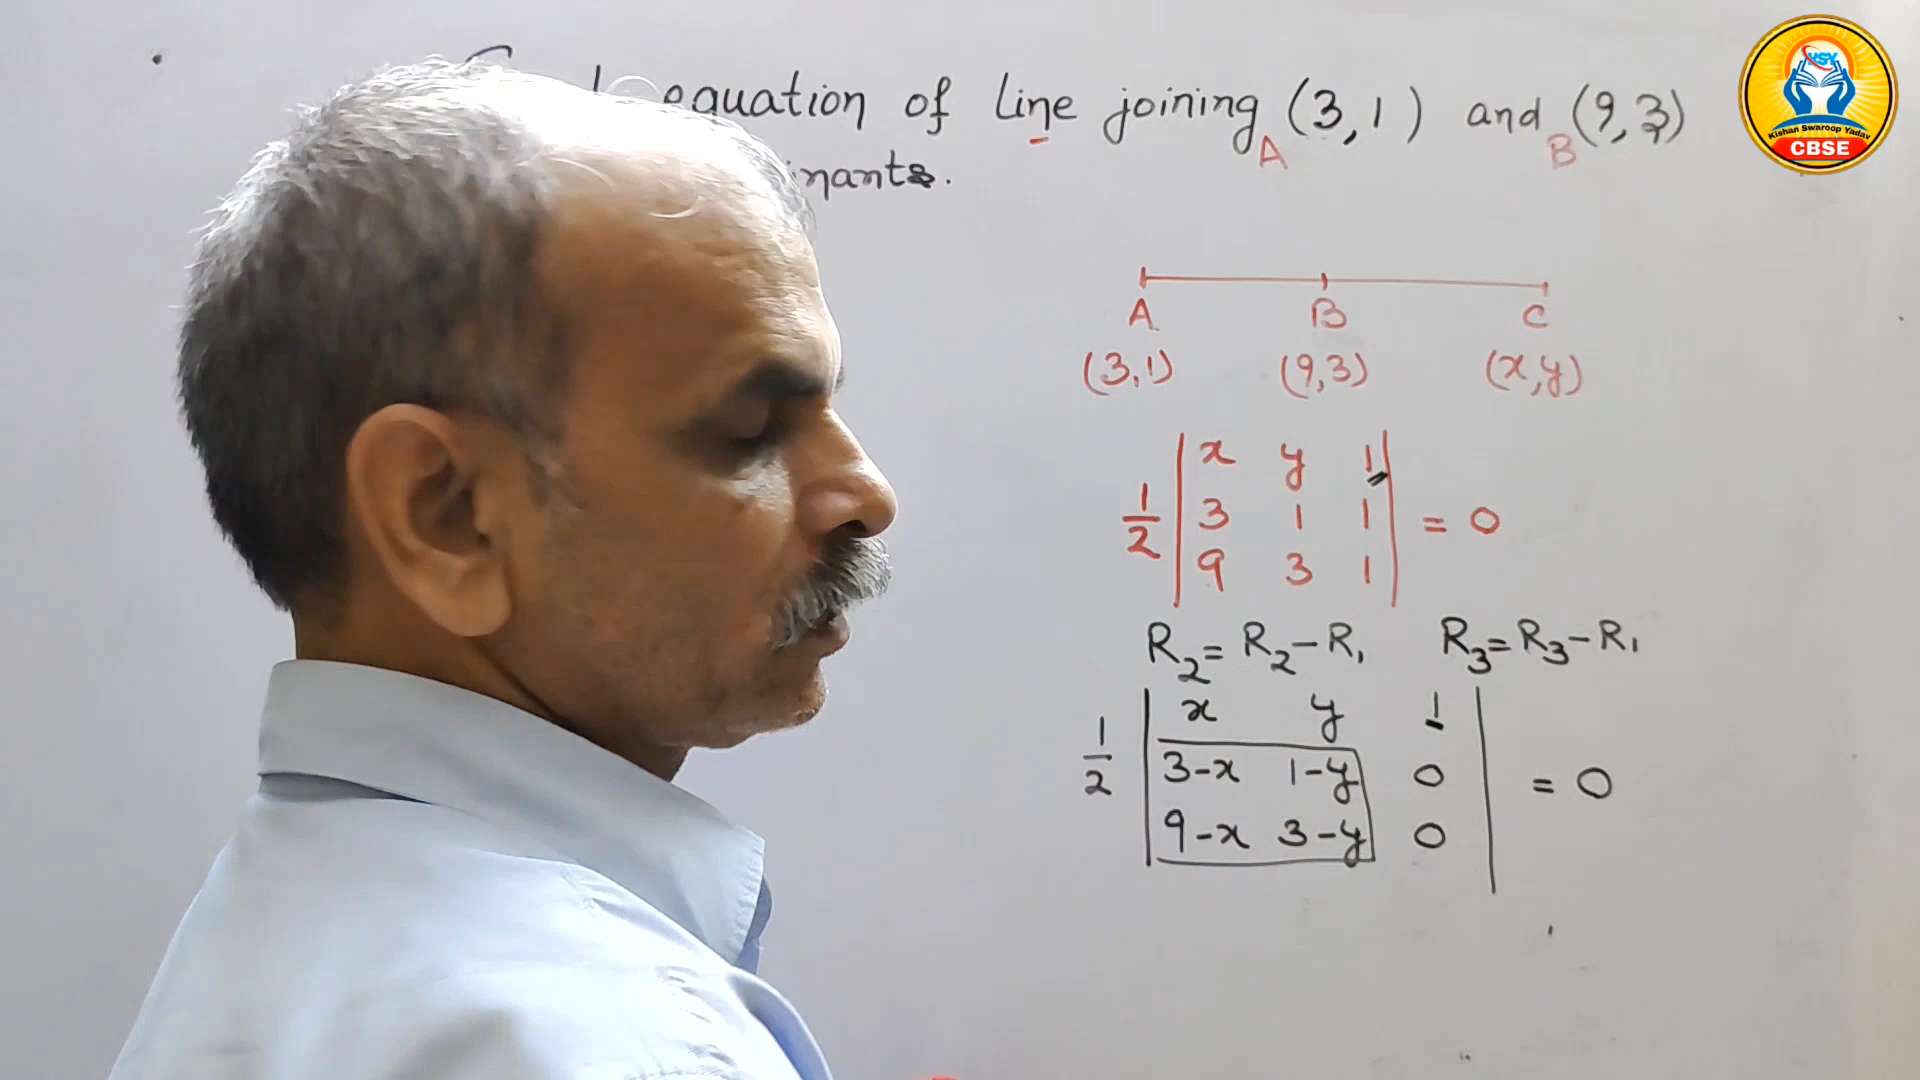 equation of Line joining (3,1) and (9,3)
A B
nants.
A B C
(3,1) (9,3) (x,y)
1/2 | x y 1 |
| 3 1 1 | = 0
| 9 3 1 |
R₂ = R₂ - R₁ R₃ = R₃ - R₁
1/2 | x y 1 |
| 3-x 1-y 0 | = 0
| 9-x 3-y 0 |
KSY
Kishan Swaroop Yadav
CBSE